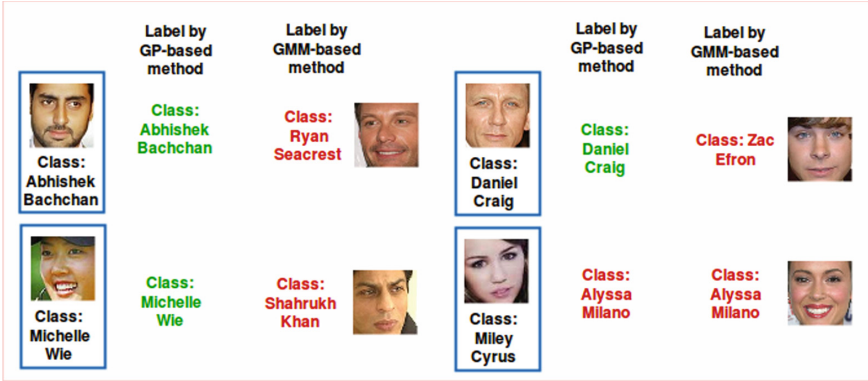 Label by
GP-based
method
Label by
GMM-based
method
Label by
GP-based
method
Label by
GMM-based
method
Class:
Abhishek
Bachchan
Class:
Abhishek
Bachchan
Class:
Ryan
Seacrest
Class:
Daniel
Craig
Class:
Daniel
Craig
Class: Zac
Efron
Class:
Michelle
Wie
Class:
Michelle
Wie
Class:
Shahrukh
Khan
Class:
Miley
Cyrus
Class:
Alyssa
Milano
Class:
Alyssa
Milano